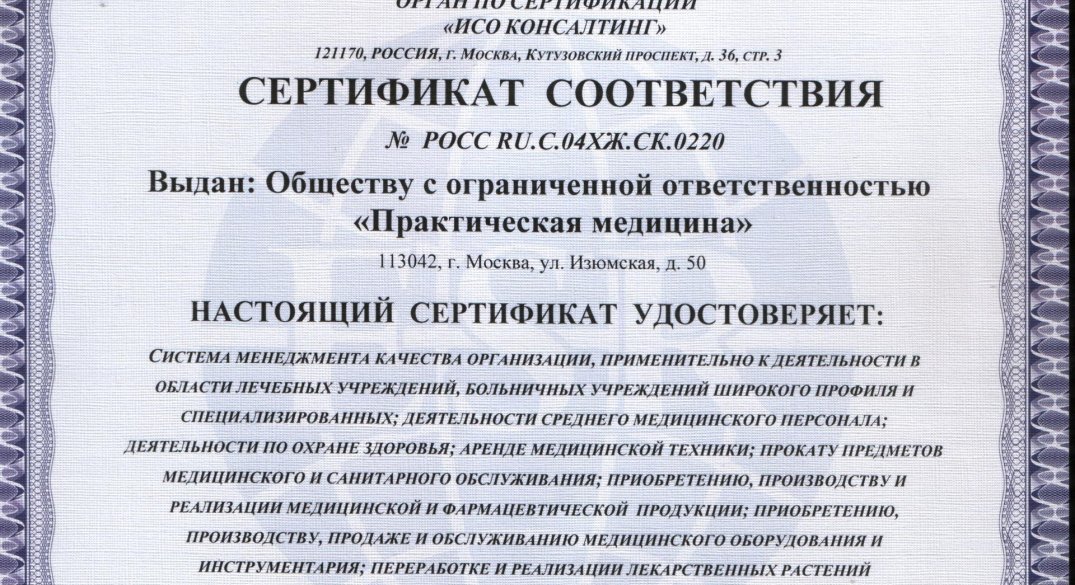 ОРГАН ПО СЕРТИФИКАЦИИ
«ИСО КОНСАЛТИНГ»
121170, РОССИЯ, г. Москва, Кутузовский проспект, д. 36, стр. 3
СЕРТИФИКАТ СООТВЕТСТВИЯ
№ РОСС RU.С.04ХЖ.СК.0220
Выдан: Обществу с ограниченной ответственностью
«Практическая медицина»
113042, г. Москва, ул. Изюмская, д. 50
НАСТОЯЩИЙ СЕРТИФИКАТ УДОСТОВЕРЯЕТ:
СИСТЕМА МЕНЕДЖМЕНТА КАЧЕСТВА ОРГАНИЗАЦИИ, ПРИМЕНИТЕЛЬНО К ДЕЯТЕЛЬНОСТИ В
ОБЛАСТИ ЛЕЧЕБНЫХ УЧРЕЖДЕНИЙ, БОЛЬНИЧНЫХ УЧРЕЖДЕНИЙ ШИРОКОГО ПРОФИЛЯ И
СПЕЦИАЛИЗИРОВАННЫХ; ДЕЯТЕЛЬНОСТИ СРЕДНЕГО МЕДИЦИНСКОГО ПЕРСОНАЛА;
ДЕЯТЕЛЬНОСТИ ПО ОХРАНЕ ЗДОРОВЬЯ; АРЕНДЕ МЕДИЦИНСКОЙ ТЕХНИКИ; ПРОКАТУ ПРЕДМЕТОВ
МЕДИЦИНСКОГО И САНИТАРНОГО ОБСЛУЖИВАНИЯ; ПРИОБРЕТЕНИЮ, ПРОИЗВОДСТВУ И
РЕАЛИЗАЦИИ МЕДИЦИНСКОЙ И ФАРМАЦЕВТИЧЕСКОЙ ПРОДУКЦИИ; ПРИОБРЕТЕНИЮ,
ПРОИЗВОДСТВУ, ПРОДАЖЕ И ОБСЛУЖИВАНИЮ МЕДИЦИНСКОГО ОБОРУДОВАНИЯ И
ИНСТРУМЕНТАРИЯ; ПЕРЕРАБОТКЕ И РЕАЛИЗАЦИИ ЛЕКАРСТВЕННЫХ РАСТЕНИЙ